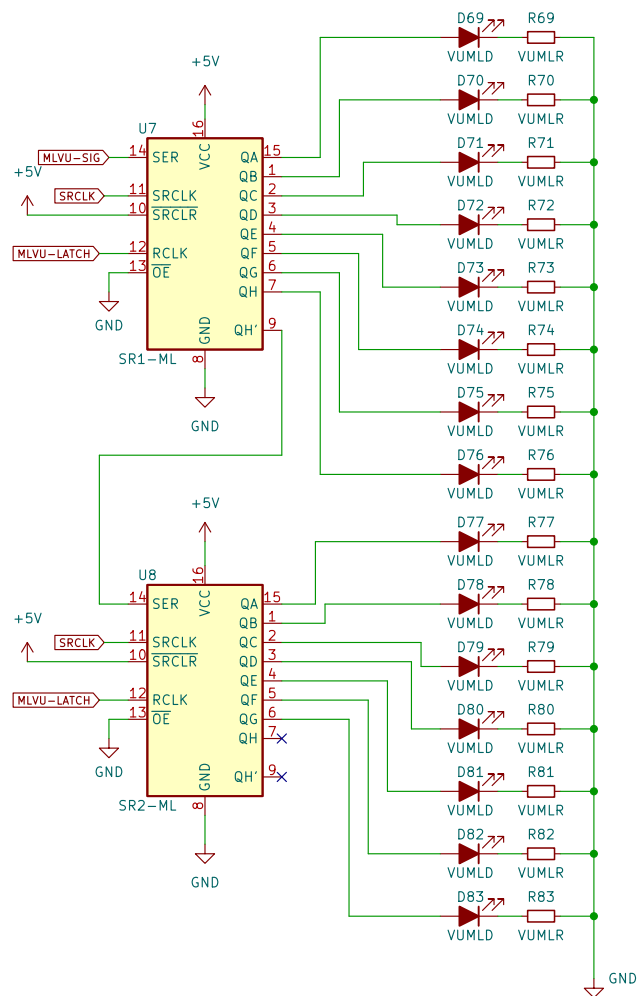 D69 R69
VUMLD VUMLR
+5V
D70 R70
VUMLD VUMLR
U7
16
VCC
MLVU-SIG 14 SER QA 15
QB 1
D71 R71
VUMLD VUMLR
+5V
SRCLK 11 SRCLK QC 2
10 SRCLR QD 3
D72 R72
VUMLD VUMLR
QE 4
MLVU-LATCH 12 RCLK QF 5
13 OE QG 6
D73 R73
VUMLD VUMLR
QH 7
GND
GND QH' 9
D74 R74
VUMLD VUMLR
SR1-ML 8
D75 R75
VUMLD VUMLR
GND
D76 R76
VUMLD VUMLR
+5V
D77 R77
VUMLD VUMLR
U8
16
VCC
D78 R78
VUMLD VUMLR
14 SER QA 15
QB 1
+5V
SRCLK 11 SRCLK QC 2
10 SRCLR QD 3
D79 R79
VUMLD VUMLR
QE 4
MLVU-LATCH 12 RCLK QF 5
13 OE QG 6
D80 R80
VUMLD VUMLR
QH 7
GND
GND QH' 9
D81 R81
VUMLD VUMLR
SR2-ML 8
D82 R82
VUMLD VUMLR
GND
D83 R83
VUMLD VUMLR
GND